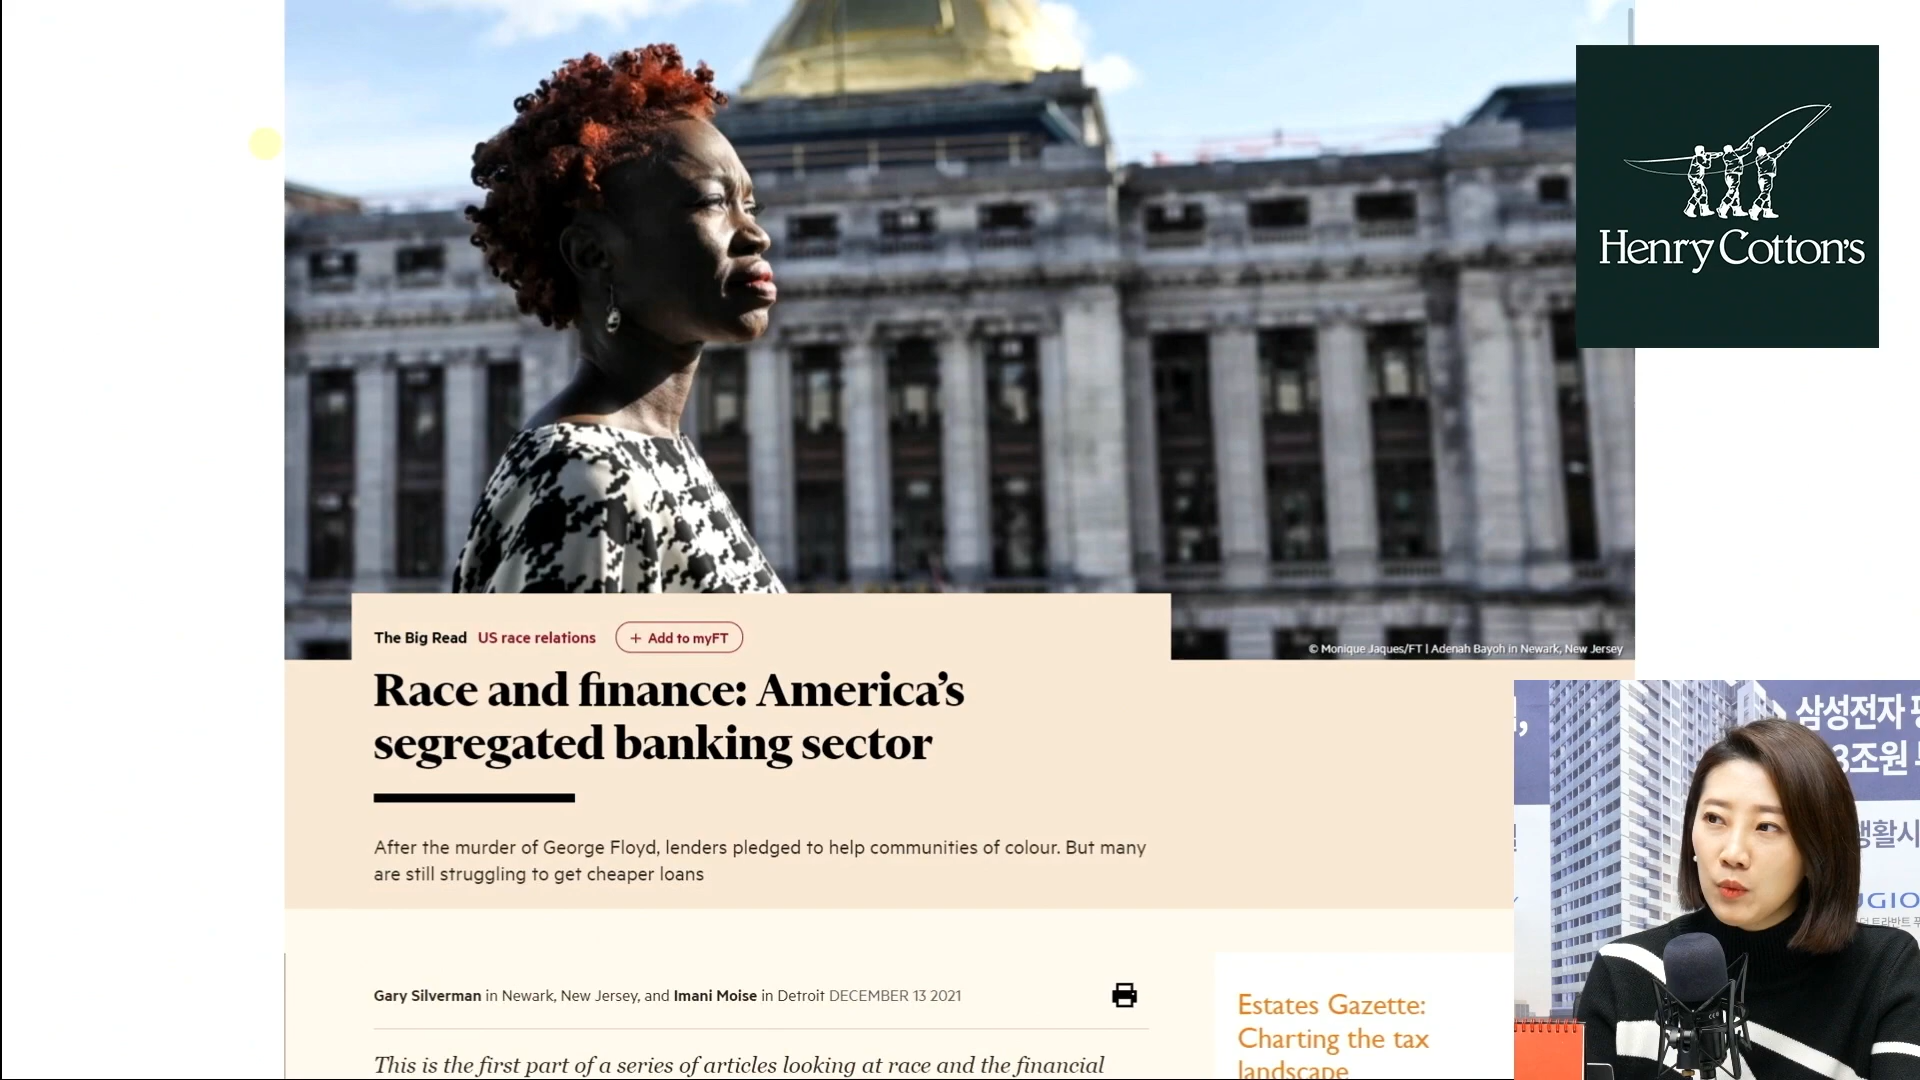 Henry Cotton's
© Monique Jaques/FT | Adenah Bayoh in Newark, New Jersey
The Big Read US race relations + Add to myFT
Race and finance: America's
segregated banking sector
After the murder of George Floyd, lenders pledged to help communities of colour. But many
are still struggling to get cheaper loans
Gary Silverman in Newark, New Jersey, and Imani Moise in Detroit DECEMBER 13 2021
This is the first part of a series of articles looking at race and the financial
Estates Gazette:
Charting the tax
landscape
삼성전자
3조원